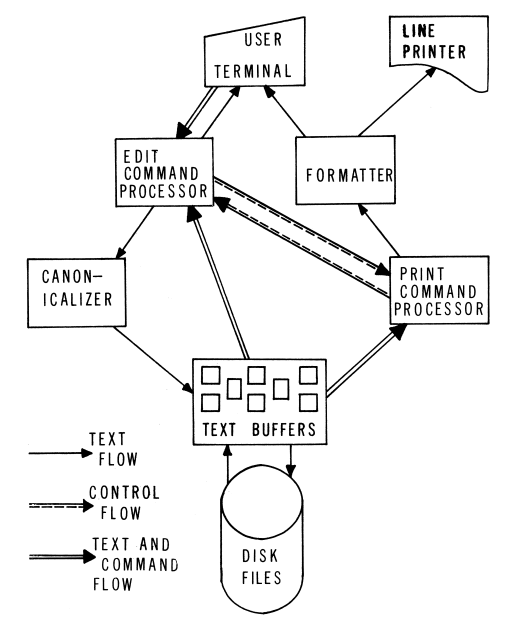 USER
TERMINAL
LINE
PRINTER
EDIT
COMMAND
PROCESSOR
FORMATTER
CANON-
ICALIZER
PRINT
COMMAND
PROCESSOR
TEXT BUFFERS
TEXT
FLOW
CONTROL
FLOW
TEXT AND
COMMAND
FLOW
DISK
FILES